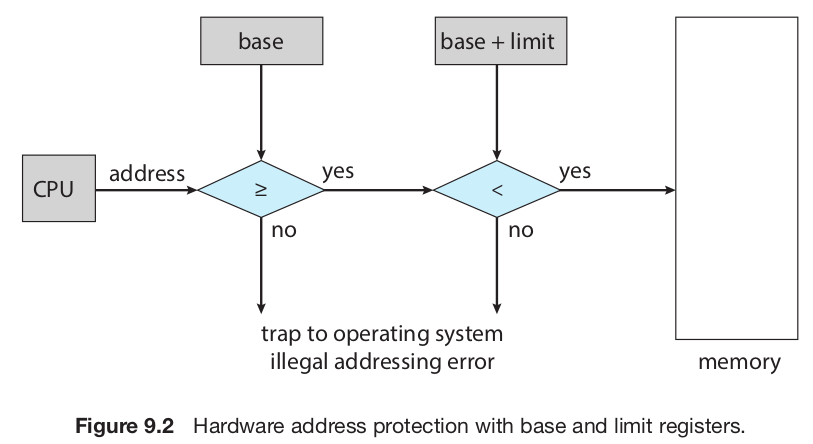 base
base + limit
CPU
address
≥
yes
<
yes
no
no
trap to operating system
illegal addressing error
memory
Figure 9.2 Hardware address protection with base and limit registers.